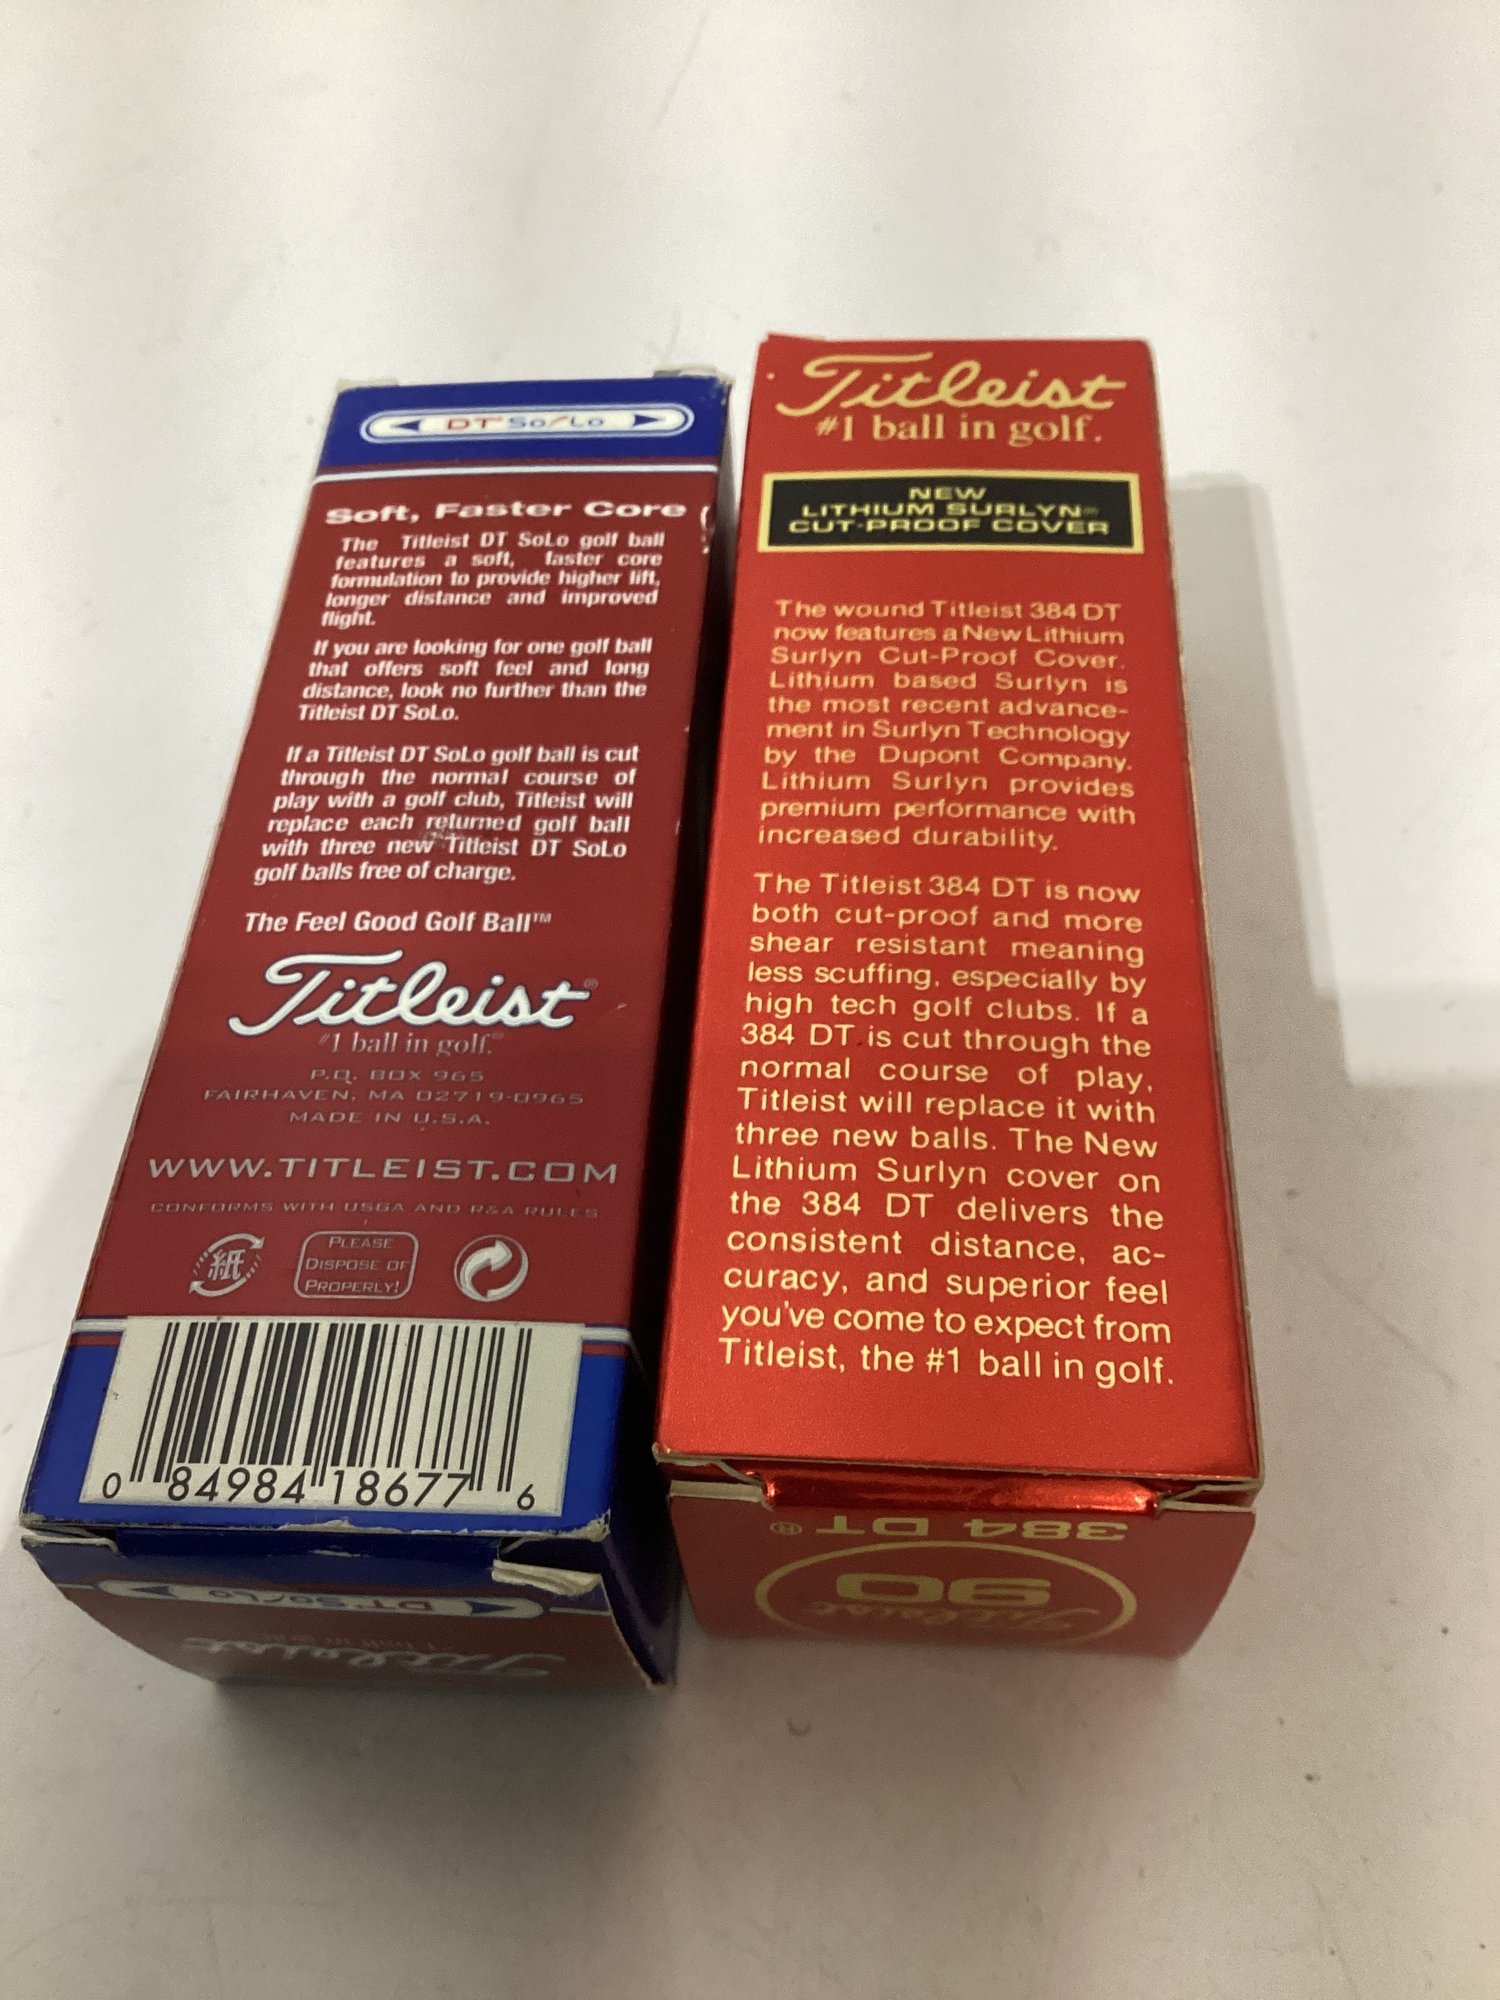 DT® So/Lo
Soft, Faster Core
The Titleist DT SoLo golf ball
features a soft, faster core
formulation to provide higher lift,
longer distance and improved
flight.
If you are looking for one golf ball
that offers soft feel and long
distance, look no further than the
Titleist DT SoLo.
If a Titleist DT SoLo golf ball is cut
through the normal course of
play with a golf club, Titleist will
replace each returned golf ball
with three new Titleist DT SoLo
golf balls free of charge.
The Feel Good Golf Ball™
Titleist®
#1 ball in golf.®
P.O. BOX 965
FAIRHAVEN, MA 02719-0965
MADE IN U.S.A.
WWW.TITLEIST.COM
CONFORMS WITH USGA AND R&A RULES
紙
PLEASE
DISPOSE OF
PROPERLY!
0 84984 18677 6
DT® So/Lo
Titleist
Titleist
#1 ball in golf.
NEW
LITHIUM SURLYN®
CUT-PROOF COVER
The wound Titleist 384 DT
now features a New Lithium
Surlyn Cut-Proof Cover.
Lithium based Surlyn is
the most recent advance-
ment in Surlyn Technology
by the Dupont Company.
Lithium Surlyn provides
premium performance with
increased durability.
The Titleist 384 DT is now
both cut-proof and more
shear resistant meaning
less scuffing, especially by
high tech golf clubs. If a
384 DT is cut through the
normal course of play,
Titleist will replace it with
three new balls. The New
Lithium Surlyn cover on
the 384 DT delivers the
consistent distance, ac-
curacy, and superior feel
you've come to expect from
Titleist, the #1 ball in golf.
384 DT®
90
Titleist